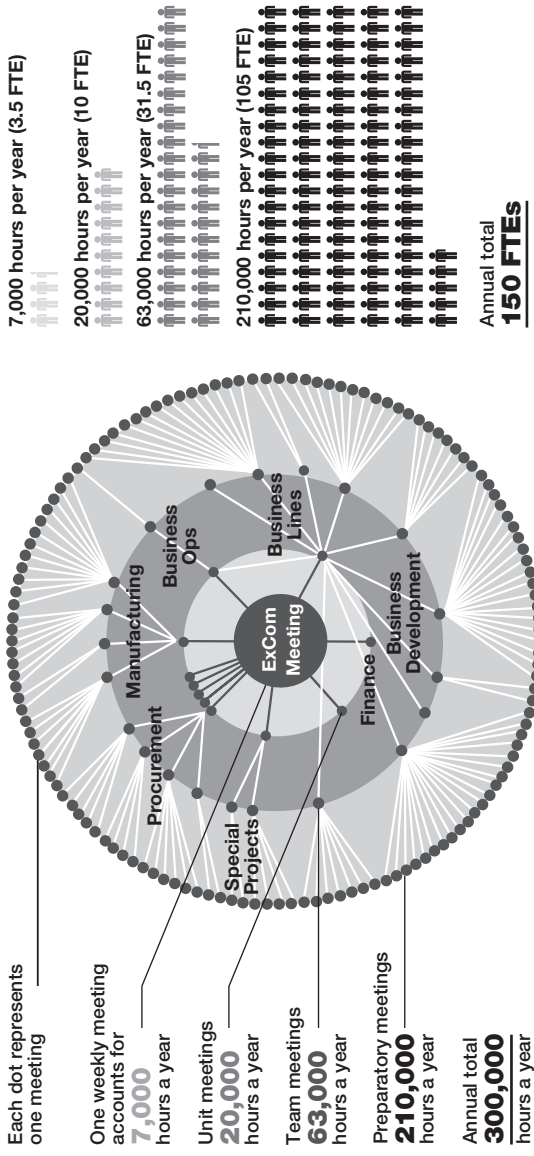 Each dot represents
one meeting
One weekly meeting
accounts for
7,000
hours a year
Unit meetings
20,000
hours a year
Team meetings
63,000
hours a year
Preparatory meetings
210,000
hours a year
Annual total
300,000
hours a year
ExCom
Meeting
Manufacturing
Business
Ops
Business
Lines
Business
Development
Finance
Special
Projects
Procurement
7,000 hours per year (3.5 FTE)
20,000 hours per year (10 FTE)
63,000 hours per year (31.5 FTE)
210,000 hours per year (105 FTE)
Annual total
150 FTEs